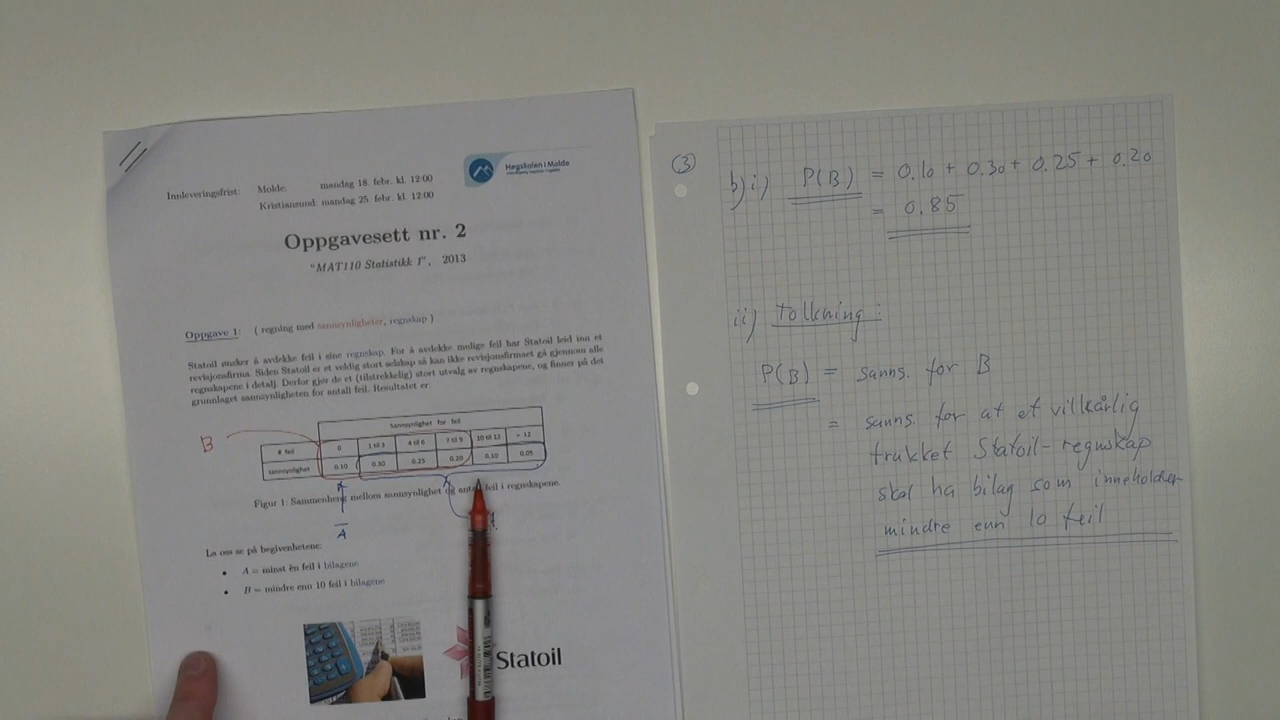 Høgskolen i Molde
Innleveringsfrist: Molde: mandag 18. febr. kl. 12:00
Kristiansund: mandag 25. febr. kl. 12:00
Oppgavesett nr. 2
"MAT110 Statistikk I", 2013
Oppgave 1: ( regning med sannsynligheter, regnskap )
Statoil ønsker å avdekke feil i sine regnskap. For å avdekke mulige feil har Statoil leid inn et
revisjonsfirma. Siden Statoil er et veldig stort selskap så kan ikke revisjonsfirmaet gå gjennom alle
regnskapene i detalj. Derfor gjør de et (tilstrekkelig) stort utvalg av regnskapene, og finner på det
grunnlaget sannsynligheten for antall feil. Resultatet er:
B
Sannsynlighet for feil
# feil 0 1 til 3 4 til 6 7 til 9 10 til 12 > 12
sannsynlighet 0.10 0.30 0.25 0.20 0.10 0.05
Figur 1: Sammenheng mellom sannsynlighet og antall feil i regnskapene.
A
La oss se på begivenhetene:
• A = minst én feil i bilagene
• B = mindre enn 10 feil i bilagene
Statoil
3
b) i) P(B) = 0.10 + 0.30 + 0.25 + 0.20
= 0.85
ii) tolkning:
P(B) = sanns. for B
= sanns. for at et vilkårlig
trukket Statoil-regnskap
skal ha bilag som inneholder
mindre enn 10 feil